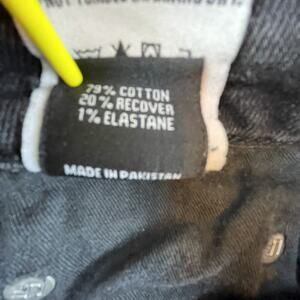 79% COTTON
20% RECOVER
1% ELASTANE
MADE IN PAKISTAN